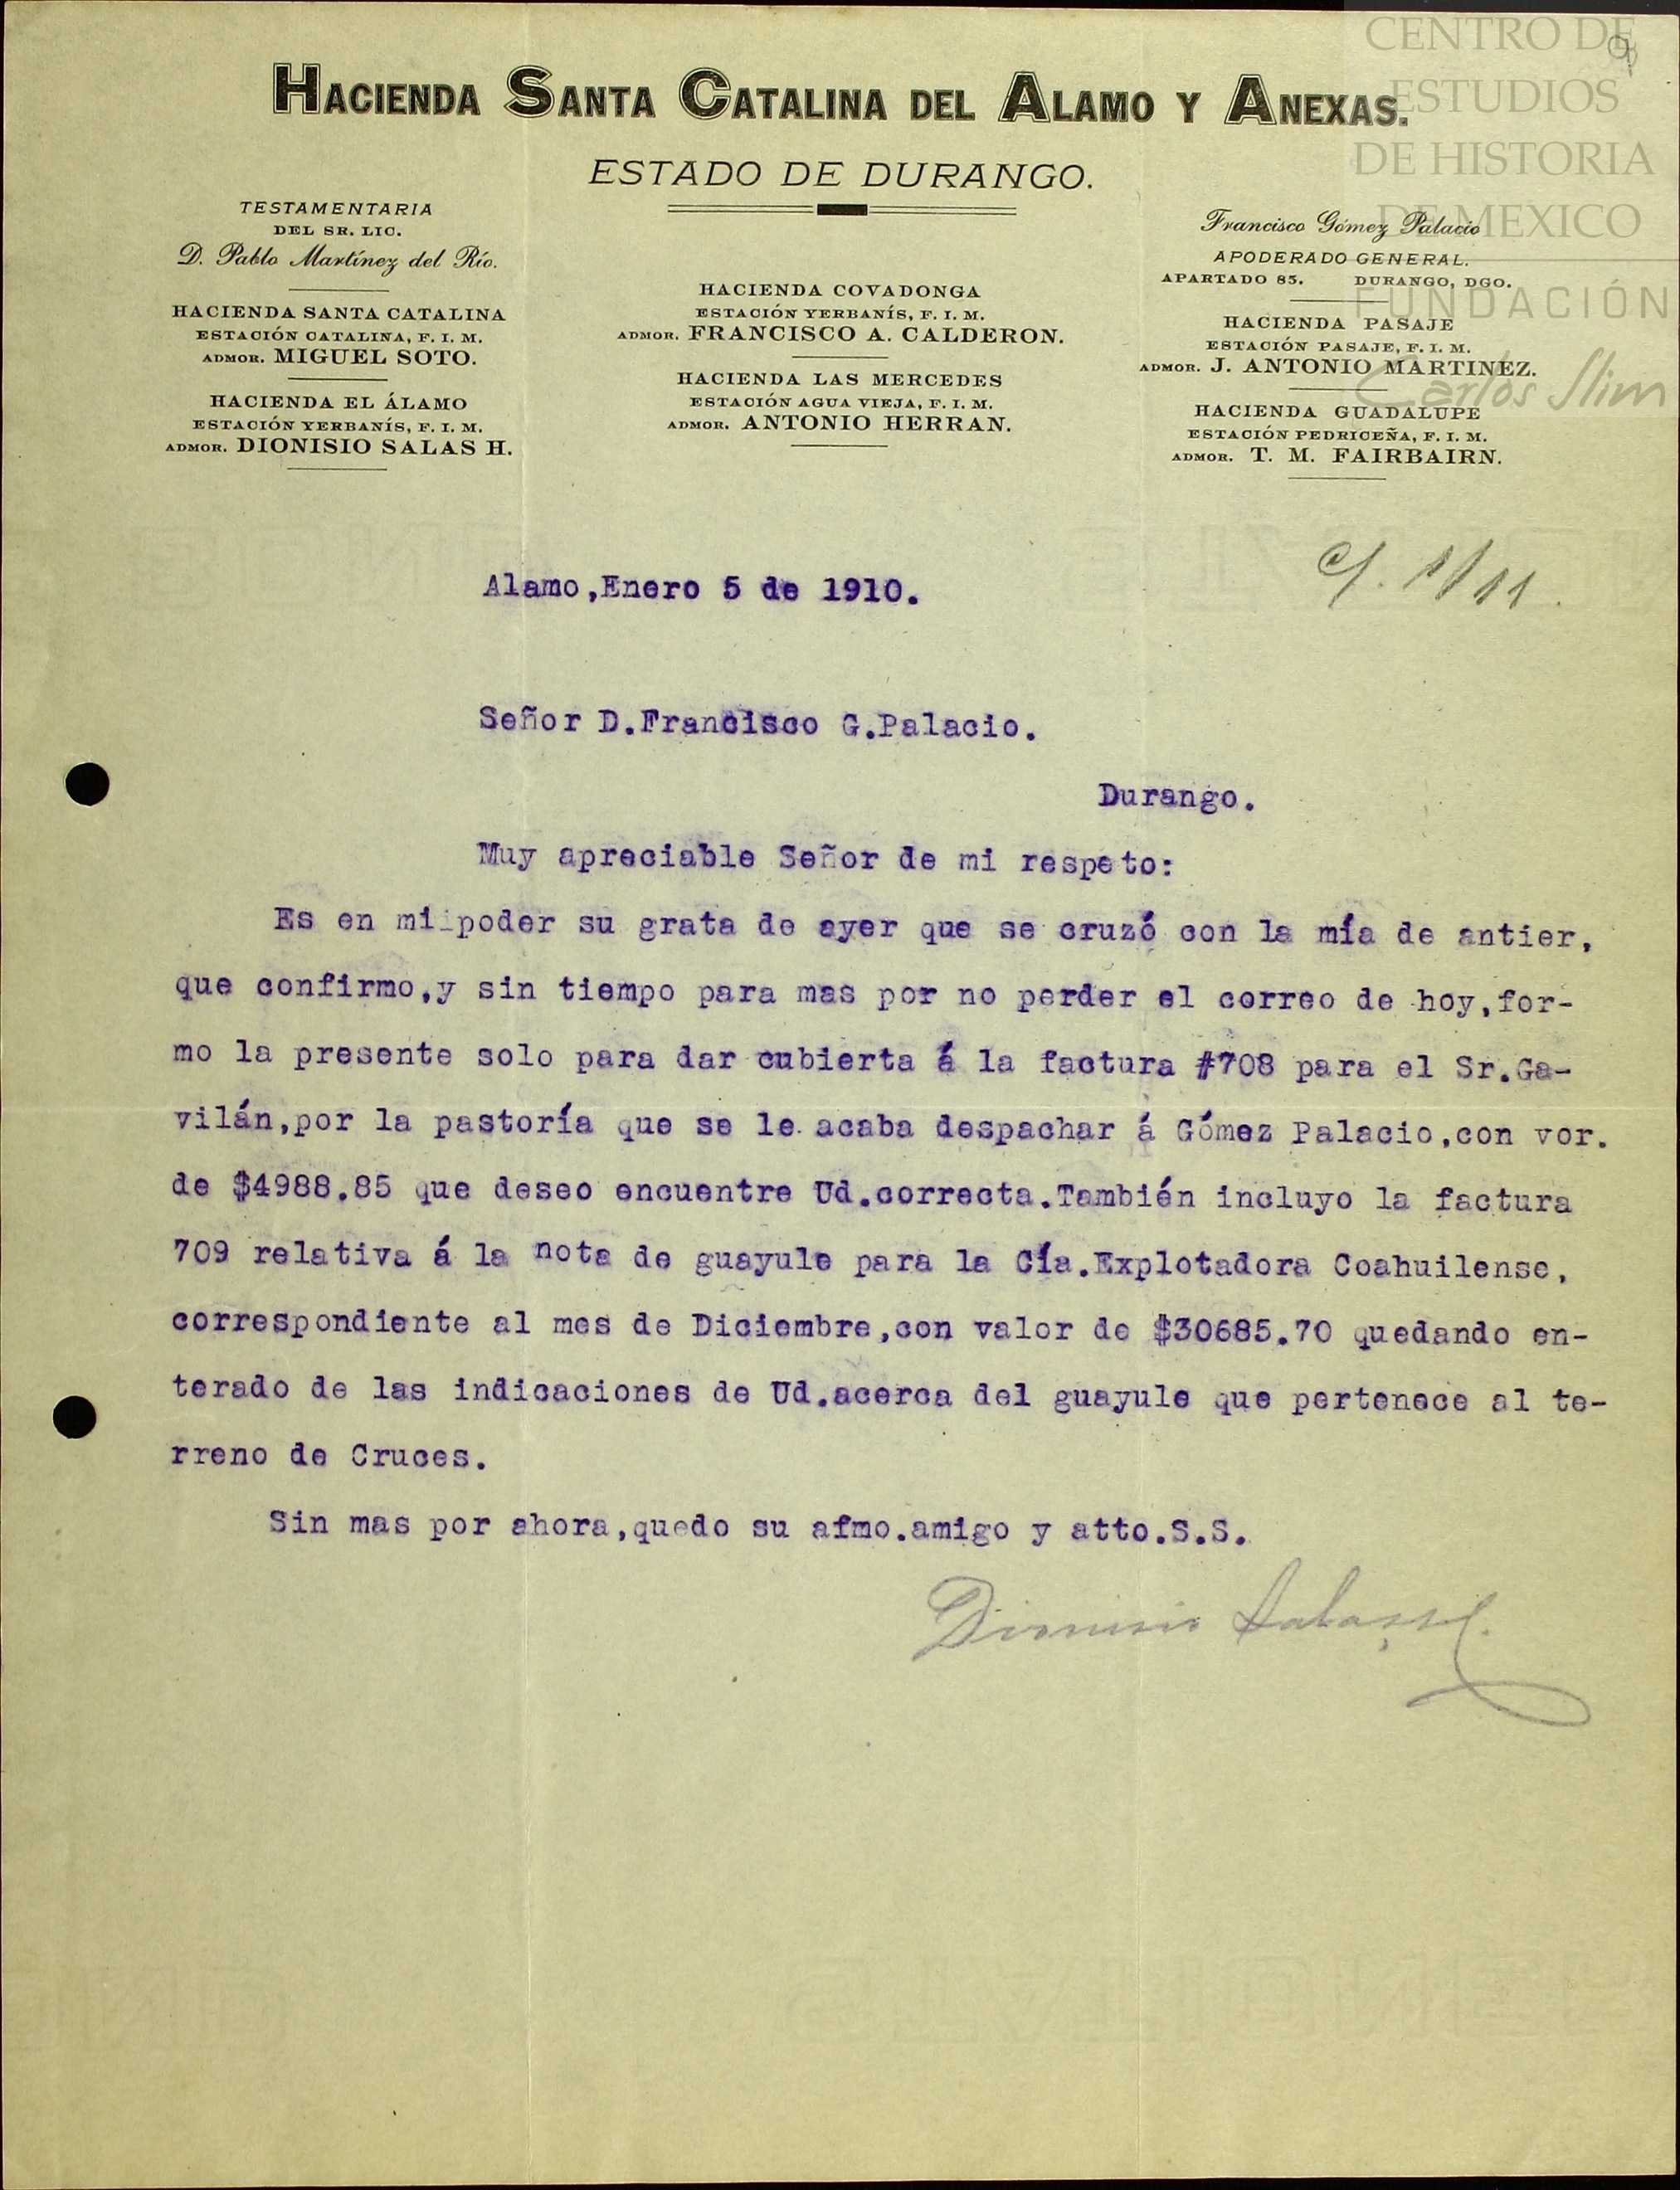 CENTRO DE
ESTUDIOS
DE HISTORIA
DE MEXICO
FUNDACIÓN
Carlos Slim
HACIENDA SANTA CATALINA DEL ALAMO Y ANEXAS.
ESTADO DE DURANGO.
TESTAMENTARIA
DEL SR. LIC.
D. Pablo Martínez del Río.
HACIENDA SANTA CATALINA
ESTACIÓN CATALINA, F. I. M.
ADMOR. MIGUEL SOTO.
HACIENDA EL ÁLAMO
ESTACIÓN YERBANÍS, F. I. M.
ADMOR. DIONISIO SALAS H.
HACIENDA COVADONGA
ESTACIÓN YERBANÍS, F. I. M.
ADMOR. FRANCISCO A. CALDERON.
HACIENDA LAS MERCEDES
ESTACIÓN AGUA VIEJA, F. I. M.
ADMOR. ANTONIO HERRAN.
Francisco Gómez Palacio
APODERADO GENERAL.
APARTADO 85. DURANGO, DGO.
HACIENDA PASAJE
ESTACIÓN PASAJE, F. I. M.
ADMOR. J. ANTONIO MARTINEZ.
HACIENDA GUADALUPE
ESTACIÓN PEDRICEÑA, F. I. M.
ADMOR. T. M. FAIRBAIRN.
Alamo,Enero 5 de 1910.
Señor D.Francisco G.Palacio.
Durango.
Muy apreciable Señor de mi respeto:
Es en mi poder su grata de ayer que se cruzó con la mía de antier,
que confirmo,y sin tiempo para mas por no perder el correo de hoy,for-
mo la presente solo para dar cubierta á la factura #708 para el Sr.Ga-
vilán,por la pastoría que se le acaba despachar á Gómez Palacio,con vor.
de $4988.85 que deseo encuentre Ud.correcta.También incluyo la factura
709 relativa á la nota de guayule para la Cía.Explotadora Coahuilense,
correspondiente al mes de Diciembre,con valor de $30685.70 quedando en-
terado de las indicaciones de Ud.acerca del guayule que pertenece al te-
rreno de Cruces.
Sin mas por ahora,quedo su afmo.amigo y atto.S.S.
Dionisio Salas H.